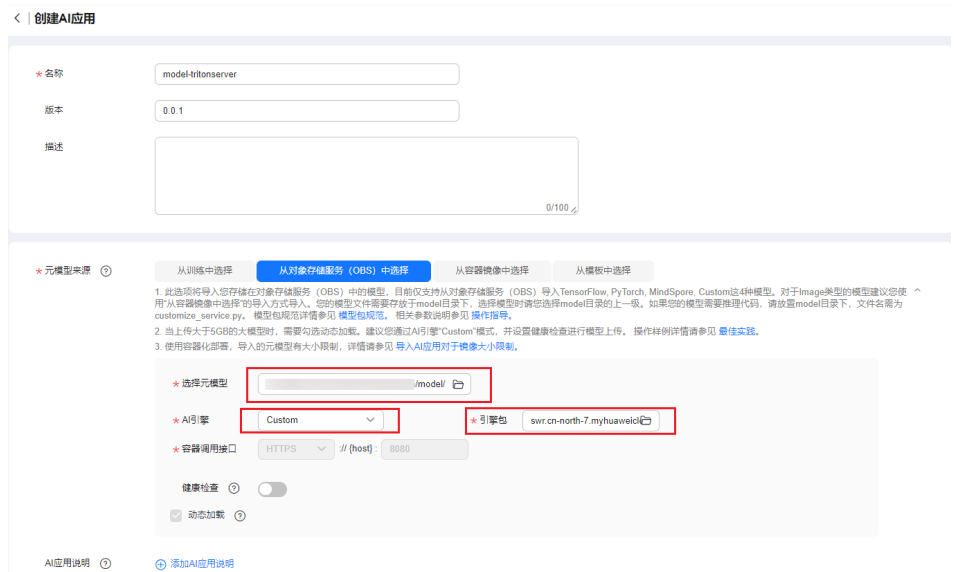 创建AI应用
* 名称 model-tritonserver
版本 0.0.1
描述
0/100
* 元模型来源 从训练中选择 从对象存储服务（OBS）中选择 从容器镜像中选择 从模板中选择
1. 此选项将导入您存储在对象存储服务（OBS）中的模型，目前仅支持从对象存储服务（OBS）导入TensorFlow, PyTorch, MindSpore, Custom这4种模型。对于Image类型的模型建议您使
用“从容器镜像中选择”的导入方式导入。您的模型文件需要存放于model目录下，选择模型时请您选择model目录的上一级。如果您的模型需要推理代码，请放置model目录下，文件名需为
customize_service.py。 模型包规范详情参见 模型包规范。 相关参数说明参见 操作指导。
2. 当上传大于5GB的大模型时，需要勾选动态加载。建议您通过AI引擎“Custom”模式，并设置健康检查进行模型上传。 操作样例详情请参见 最佳实践。
3. 使用容器化部署，导入的元模型有大小限制，详情请参见 导入AI应用对于镜像大小限制。
* 选择元模型 /model/
* AI引擎 Custom * 引擎包 swr.cn-north-7.myhuaweicl
* 容器调用接口 HTTPS :// {host} : 8080
健康检查
动态加载
AI应用说明 添加AI应用说明